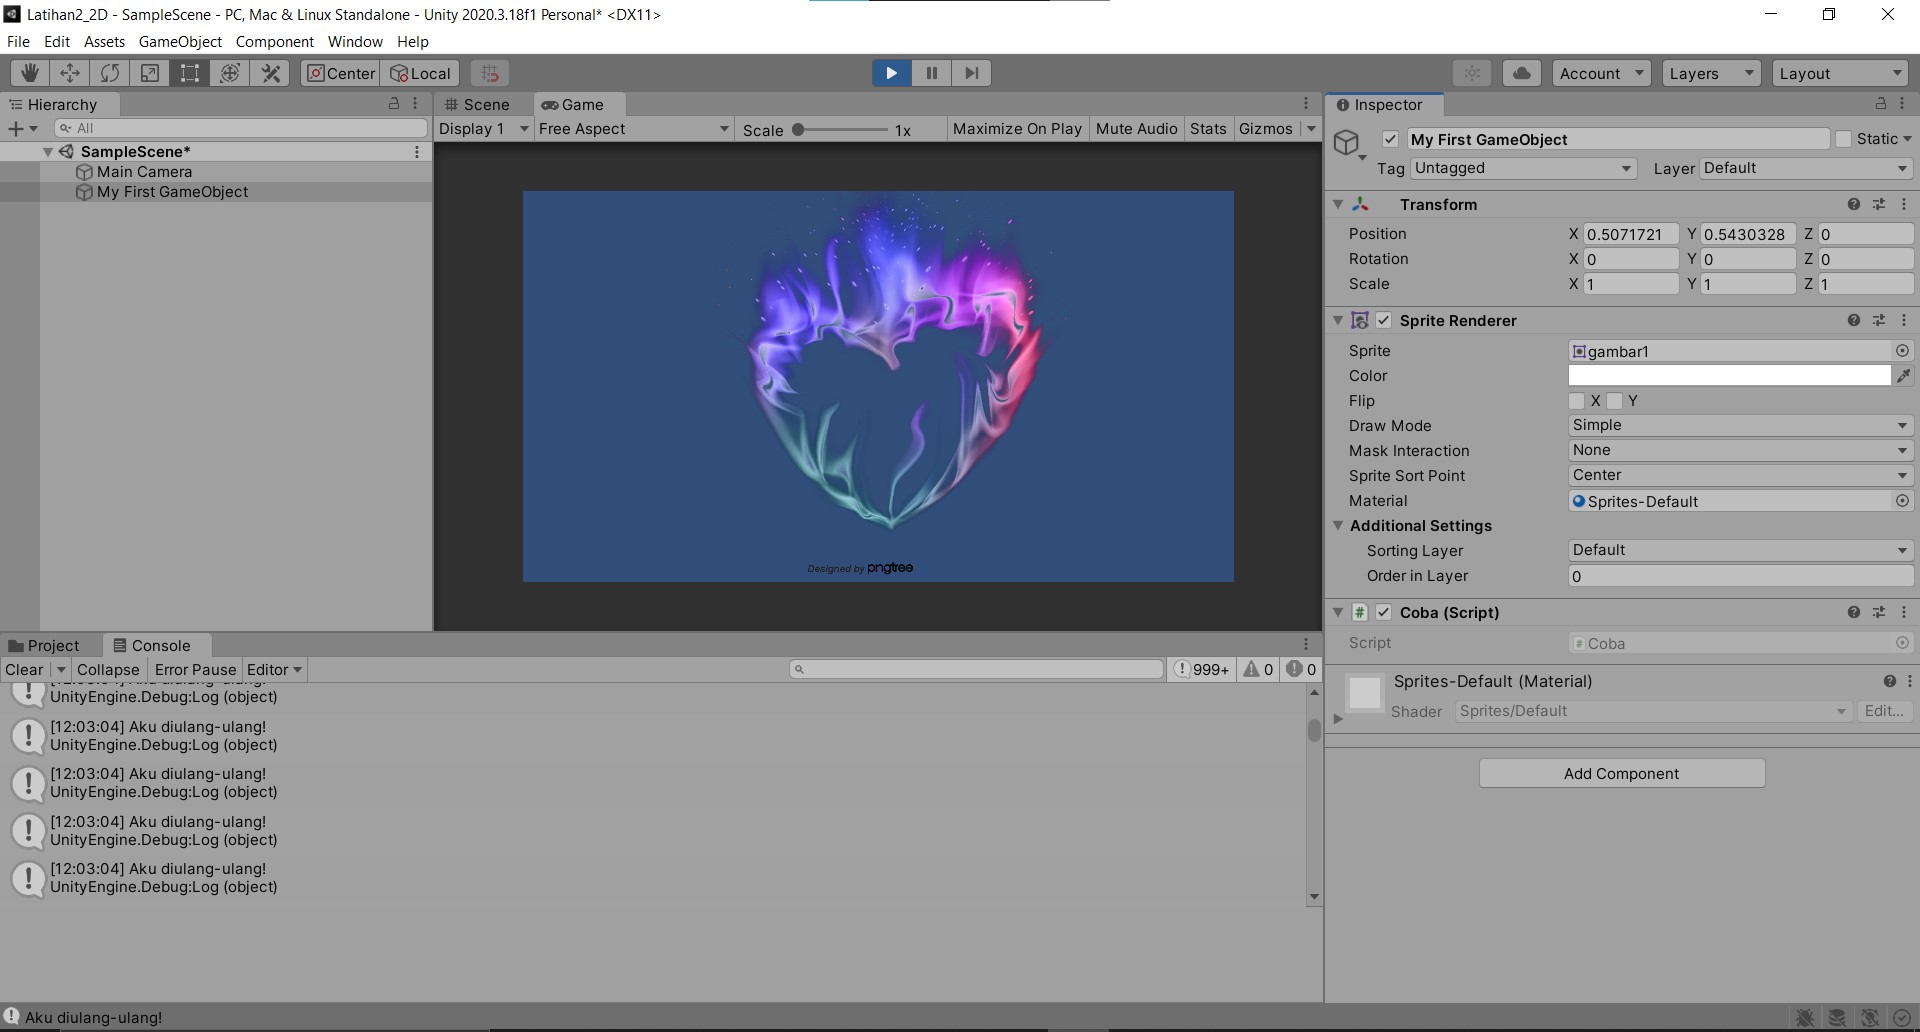 Latihan2_2D - SampleScene - PC, Mac & Linux Standalone - Unity 2020.3.18f1 Personal* <DX11>
File Edit Assets GameObject Component Window Help
Center Local Account Layers Layout
Hierarchy
All
SampleScene*
Main Camera
My First GameObject
Scene Game
Display 1 Free Aspect Scale 1x Maximize On Play Mute Audio Stats Gizmos
Designed by pngtree
Inspector
My First GameObject Static
Tag Untagged Layer Default
Transform
Position X 0.5071721 Y 0.5430328 Z 0
Rotation X 0 Y 0 Z 0
Scale X 1 Y 1 Z 1
Sprite Renderer
Sprite gambar1
Color
Flip X Y
Draw Mode Simple
Mask Interaction None
Sprite Sort Point Center
Material Sprites-Default
Additional Settings
Sorting Layer Default
Order in Layer 0
# Coba (Script)
Script # Coba
Sprites-Default (Material)
Shader Sprites/Default Edit...
Add Component
Project Console
Clear Collapse Error Pause Editor 999+ 0 0
UnityEngine.Debug:Log (object)
[12:03:04] Aku diulang-ulang!
UnityEngine.Debug:Log (object)
[12:03:04] Aku diulang-ulang!
UnityEngine.Debug:Log (object)
[12:03:04] Aku diulang-ulang!
UnityEngine.Debug:Log (object)
[12:03:04] Aku diulang-ulang!
UnityEngine.Debug:Log (object)
Aku diulang-ulang!